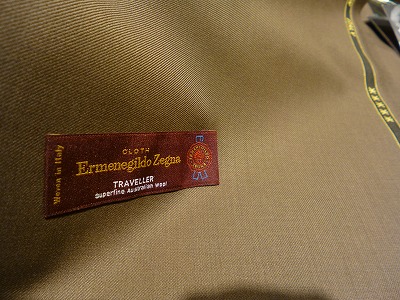 Woven in Italy
CLOTH
Ermenegildo Zegna
TRAVELLER
Superfine Australian Wool